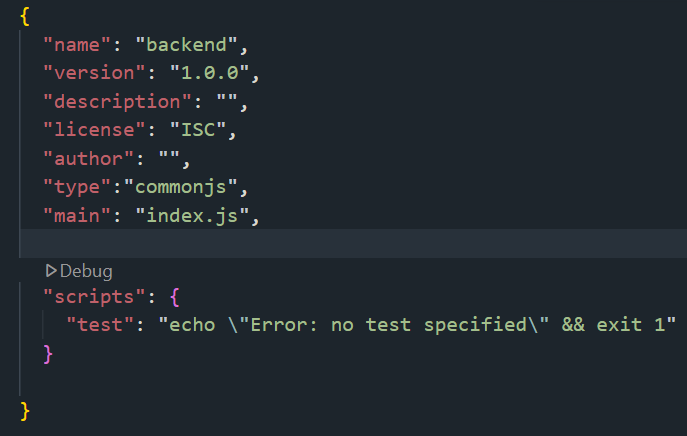 {
"name": "backend",
"version": "1.0.0",
"description": "",
"license": "ISC",
"author": "",
"type":"commonjs",
"main": "index.js",
Debug
"scripts": {
"test": "echo \"Error: no test specified\" && exit 1"
}
}